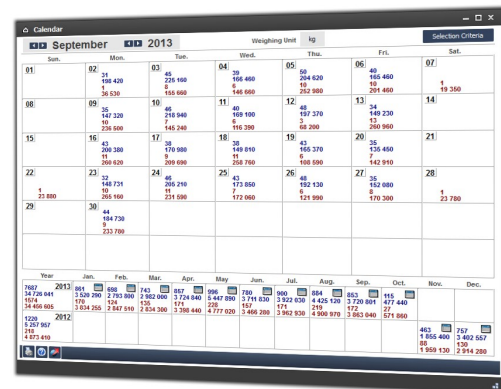 Calendar
September 2013 Weighing Unit kg Selection Criteria
Sun. Mon. Tue. Wed. Thu. Fri. Sat.
01 02 03 04 05 06 07
31 45 39 50 40
198 420 225 160 166 460 204 620 165 460
1 8 6 10 10 1
36 530 155 660 146 660 252 980 201 460 19 350
08 09 10 11 12 13 14
35 46 40 48 34
147 320 218 940 169 100 197 370 149 230
10 7 6 3 13
236 500 145 240 116 390 68 200 260 960
15 16 17 18 19 20 21
43 38 38 43 35
200 380 170 980 149 810 165 370 136 450
11 9 11 6 7
260 620 209 690 258 760 108 590 142 910
22 23 24 25 26 27 28
32 46 43 48 35
148 731 205 210 173 850 192 130 152 080
1 10 11 7 6 8 1
23 880 265 160 231 590 172 060 121 990 170 300 23 780
29 30
44
184 730
9
233 780
Year Jan. Feb. Mar. Apr. May Jun. Jul. Aug. Sep. Oct. Nov. Dec.
7687 2013 861 698 743 857 996 780 900 884 853 115
34 726 041 3 520 290 2 793 800 2 982 000 3 724 840 5 447 890 3 711 830 3 922 030 4 425 120 3 720 801 477 440
1574 170 124 135 171 228 157 171 219 172 27
34 466 605 3 834 255 2 847 510 2 834 300 3 398 440 4 777 020 3 466 280 3 962 930 4 900 970 3 863 040 571 860
1220 2012 463 757
5 257 957 1 855 400 3 402 557
218 88 130
4 873 410 1 959 130 2 914 280